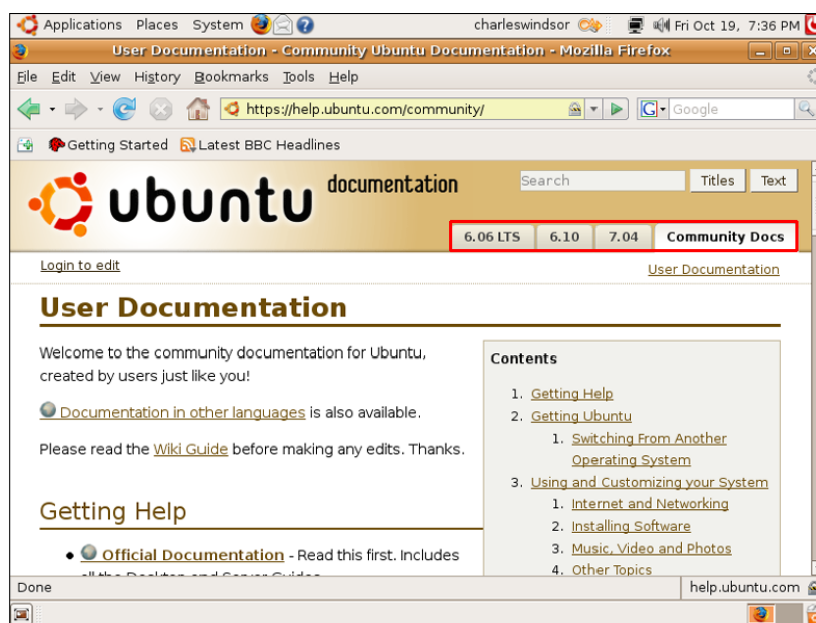 Applications Places System charleswindsor Fri Oct 19, 7:36 PM
User Documentation - Community Ubuntu Documentation - Mozilla Firefox
File Edit View History Bookmarks Tools Help
https://help.ubuntu.com/community/ G Google
Getting Started Latest BBC Headlines
ubuntu documentation Search Titles Text
6.06 LTS 6.10 7.04 Community Docs
Login to edit User Documentation
User Documentation
Welcome to the community documentation for Ubuntu,
created by users just like you!
Documentation in other languages is also available.
Please read the Wiki Guide before making any edits. Thanks.
Getting Help
• Official Documentation - Read this first. Includes
all the Desktop and Server Guides
Contents
1. Getting Help
2. Getting Ubuntu
1. Switching From Another
Operating System
3. Using and Customizing your System
1. Internet and Networking
2. Installing Software
3. Music, Video and Photos
4. Other Topics
Done help.ubuntu.com